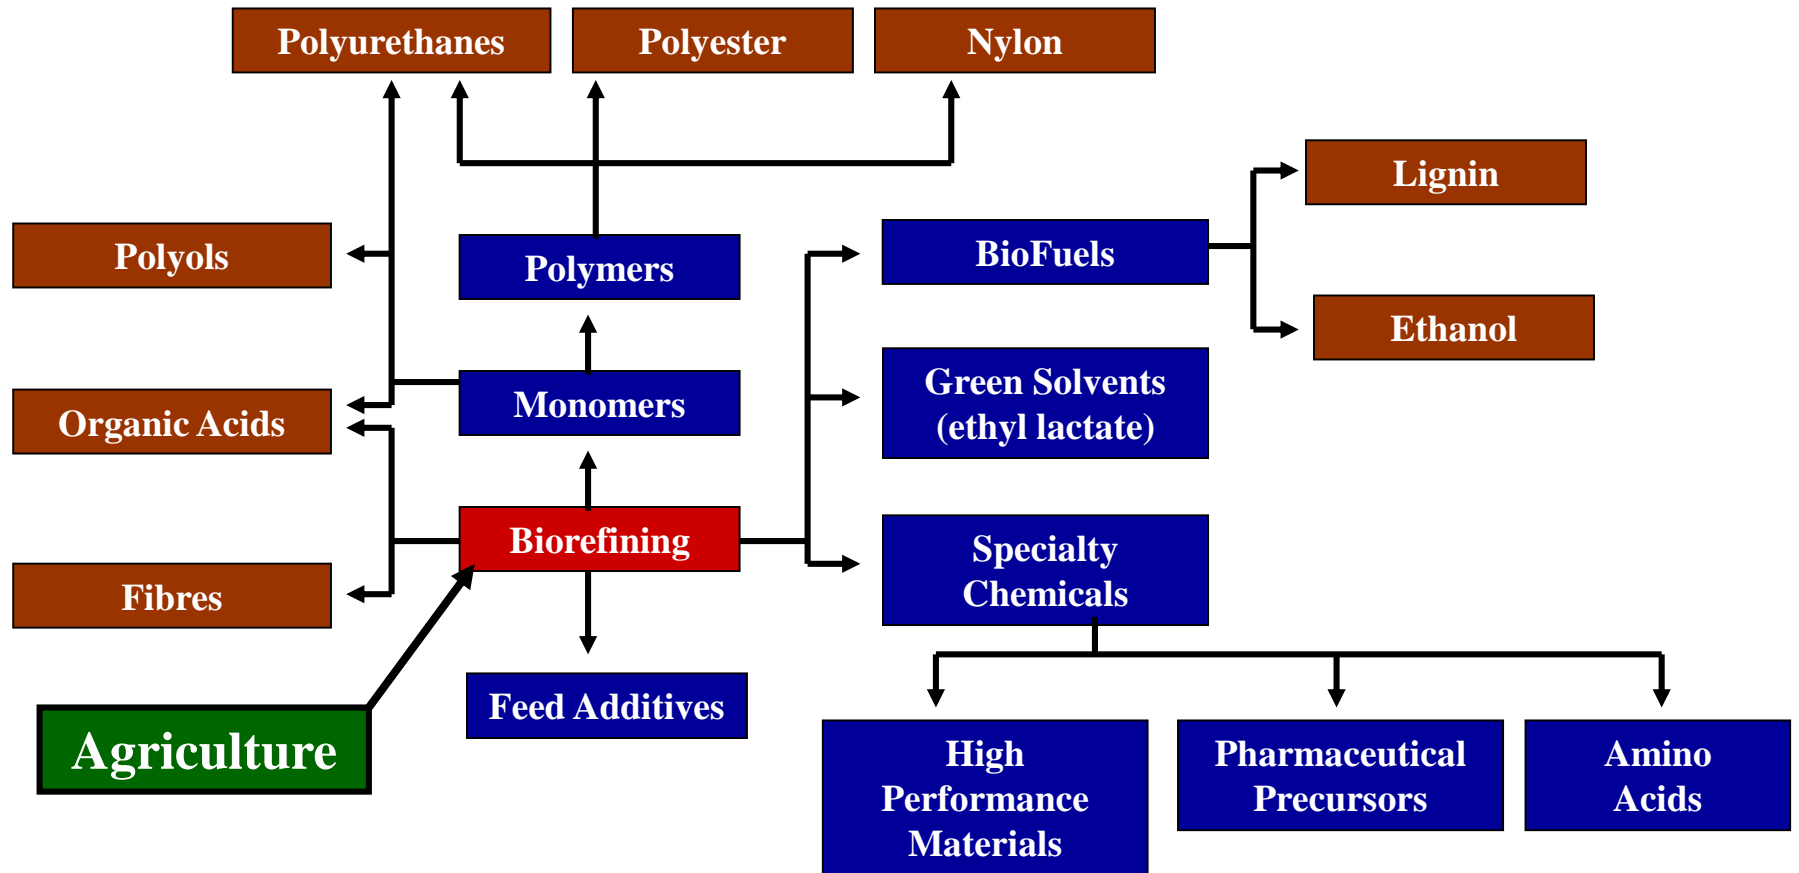 Polyurethanes
Polyester
Nylon
Lignin
Polyols
Polymers
BioFuels
Ethanol
Organic Acids
Monomers
Green Solvents
(ethyl lactate)
Fibres
Biorefining
Specialty
Chemicals
Agriculture
Feed Additives
High
Performance
Materials
Pharmaceutical
Precursors
Amino
Acids